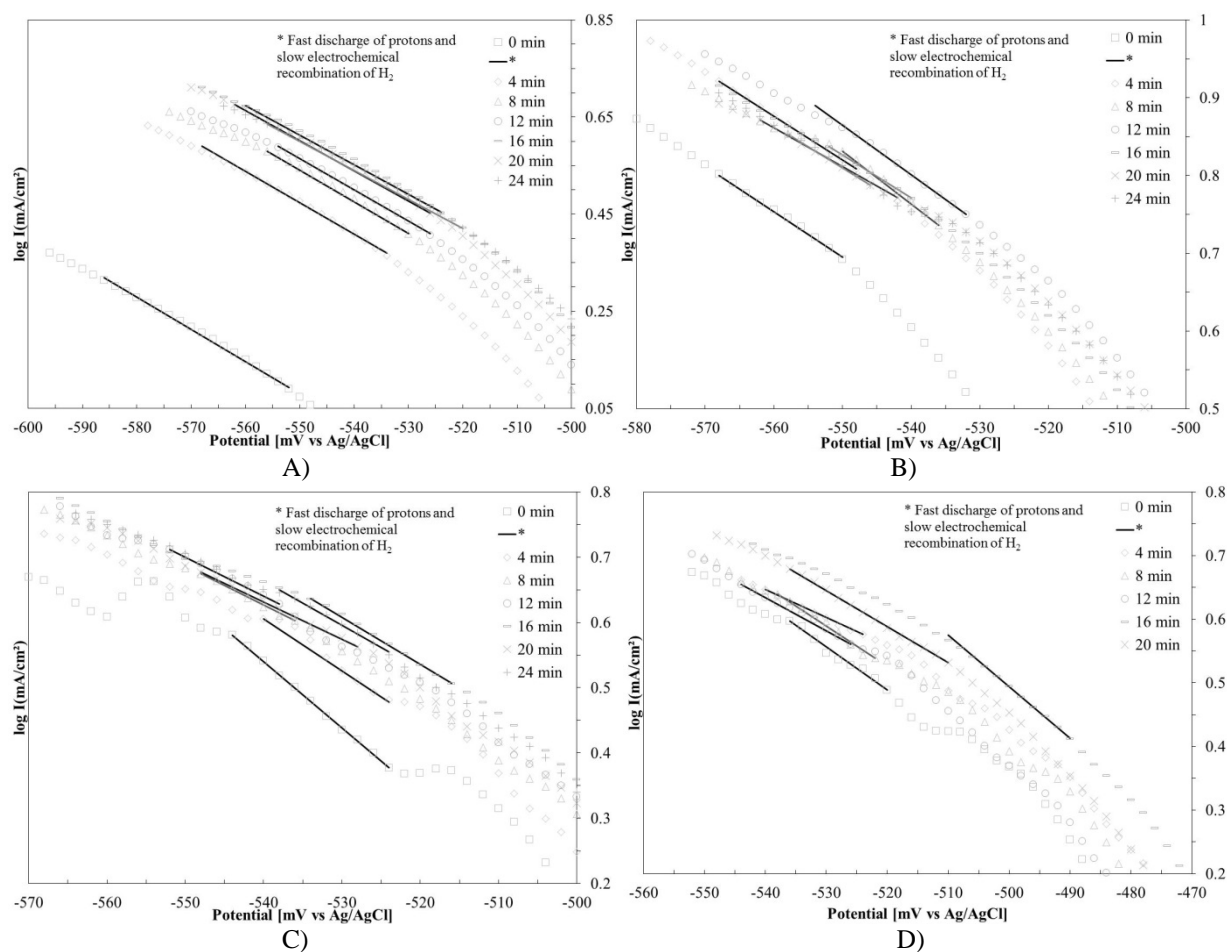 0.85
* Fast discharge of protons and
slow electrochemical
recombination of H₂
0 min
*
4 min
8 min
12 min
16 min
20 min
24 min
0.65
0.45
0.25
0.05
log I(mA/cm²)
-600 -590 -580 -570 -560 -550 -540 -530 -520 -510 -500
Potential [mV vs Ag/AgCl]
A)
1
* Fast discharge of protons and
slow electrochemical
recombination of H₂
0 min
*
4 min
8 min
12 min
16 min
20 min
24 min
0.9
0.8
0.7
0.6
0.5
log I(mA/cm²)
-580 -570 -560 -550 -540 -530 -520 -510 -500
Potential [mV vs Ag/AgCl]
B)
0.8
* Fast discharge of protons and
slow electrochemical
recombination of H₂
0 min
*
4 min
8 min
12 min
16 min
20 min
24 min
0.7
0.6
0.5
0.4
0.3
0.2
log I(mA/cm²)
-570 -560 -550 -540 -530 -520 -510 -500
Potential [mV vs Ag/AgCl]
C)
0.8
* Fast discharge of protons and
slow electrochemical
recombination of H₂
0 min
*
4 min
8 min
12 min
16 min
20 min
0.7
0.6
0.5
0.4
0.3
0.2
log I(mA/cm²)
-560 -550 -540 -530 -520 -510 -500 -490 -480 -470
Potential [mV vs Ag/AgCl]
D)